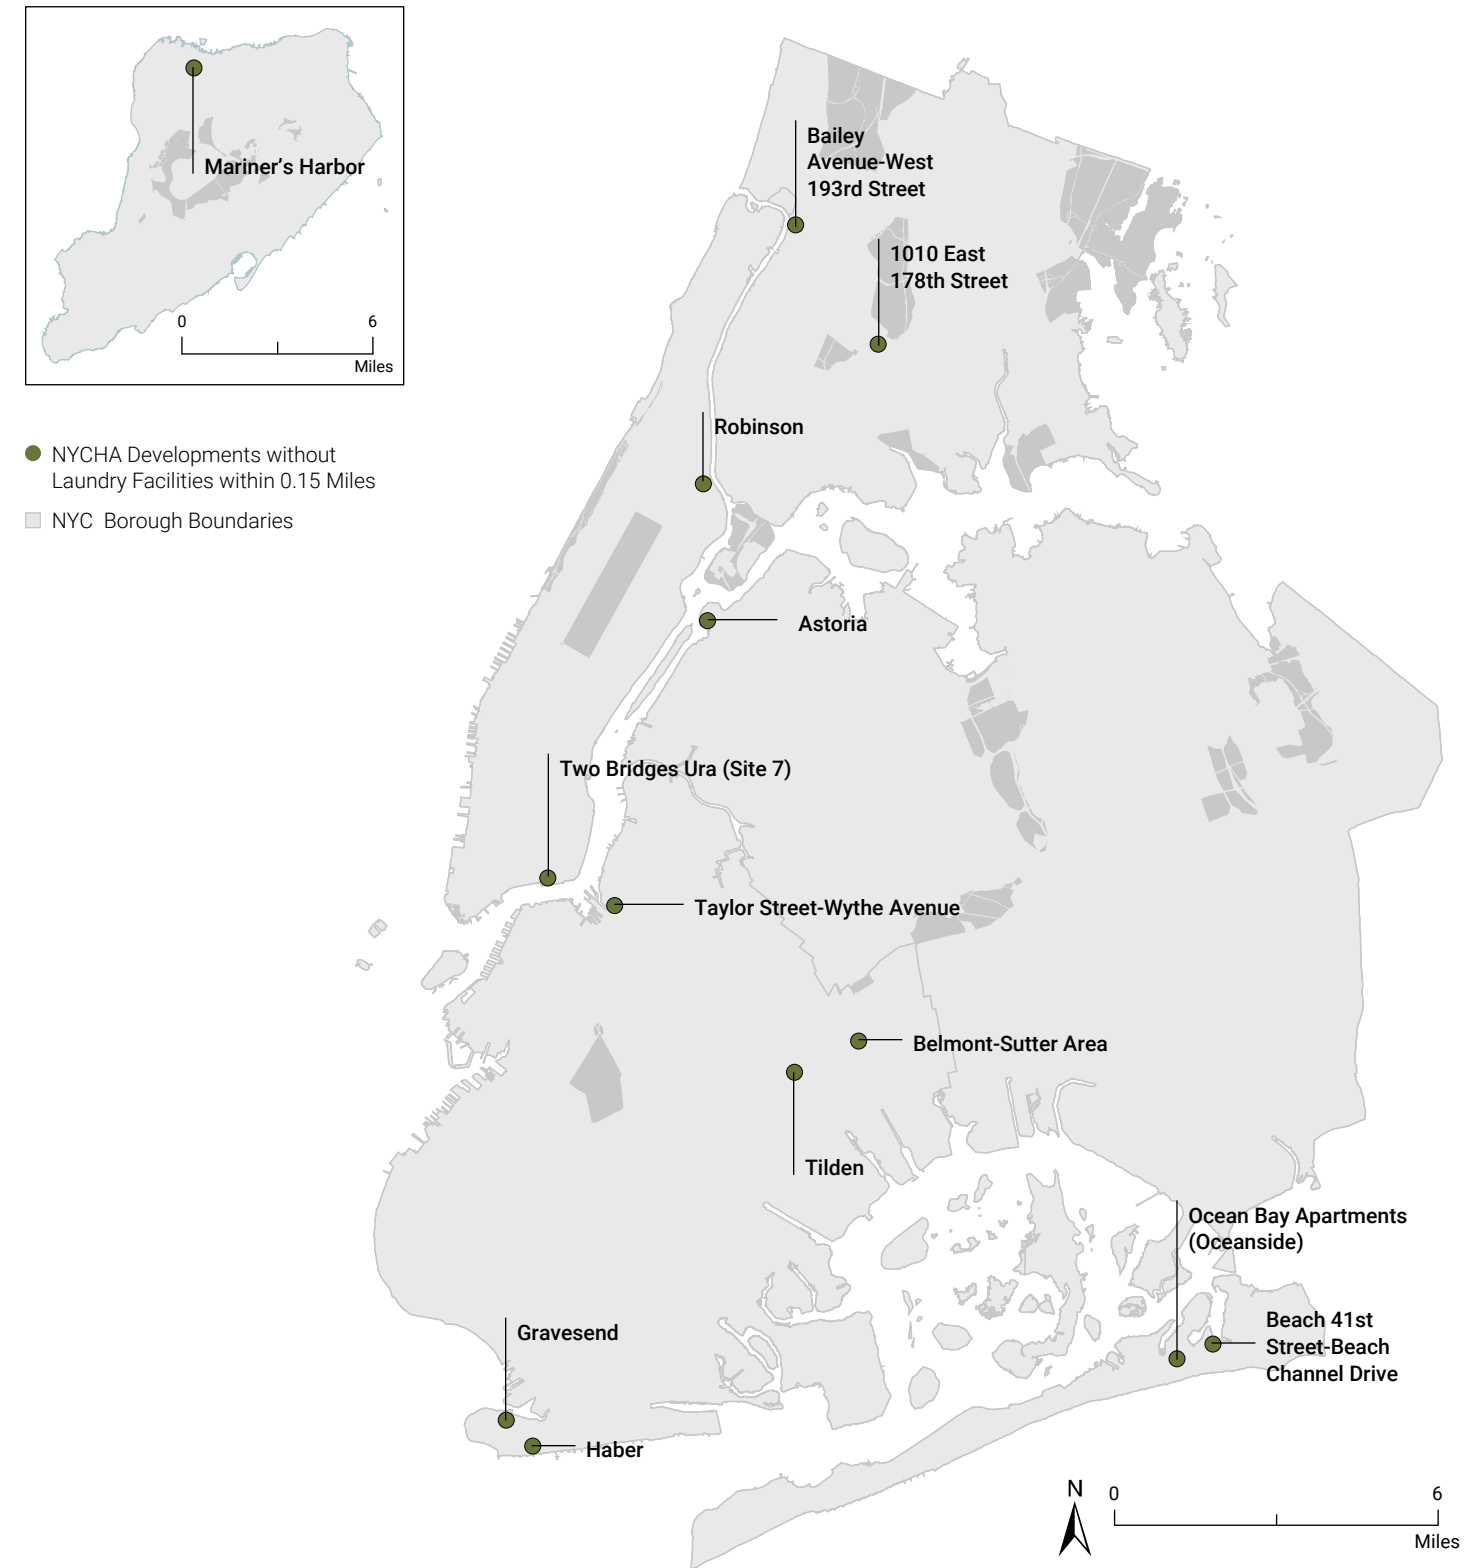 Mariner’s Harbor
0
6
Miles
NYCHA Developments without
Laundry Facilities within 0.15 Miles
NYC Borough Boundaries
Bailey
Avenue-West
193rd Street
1010 East
178th Street
Robinson
Astoria
Two Bridges Ura (Site 7)
Taylor Street-Wythe Avenue
Belmont-Sutter Area
Tilden
Ocean Bay Apartments
(Oceanside)
Beach 41st
Street-Beach
Channel Drive
Gravesend
Haber
N
0
6
Miles